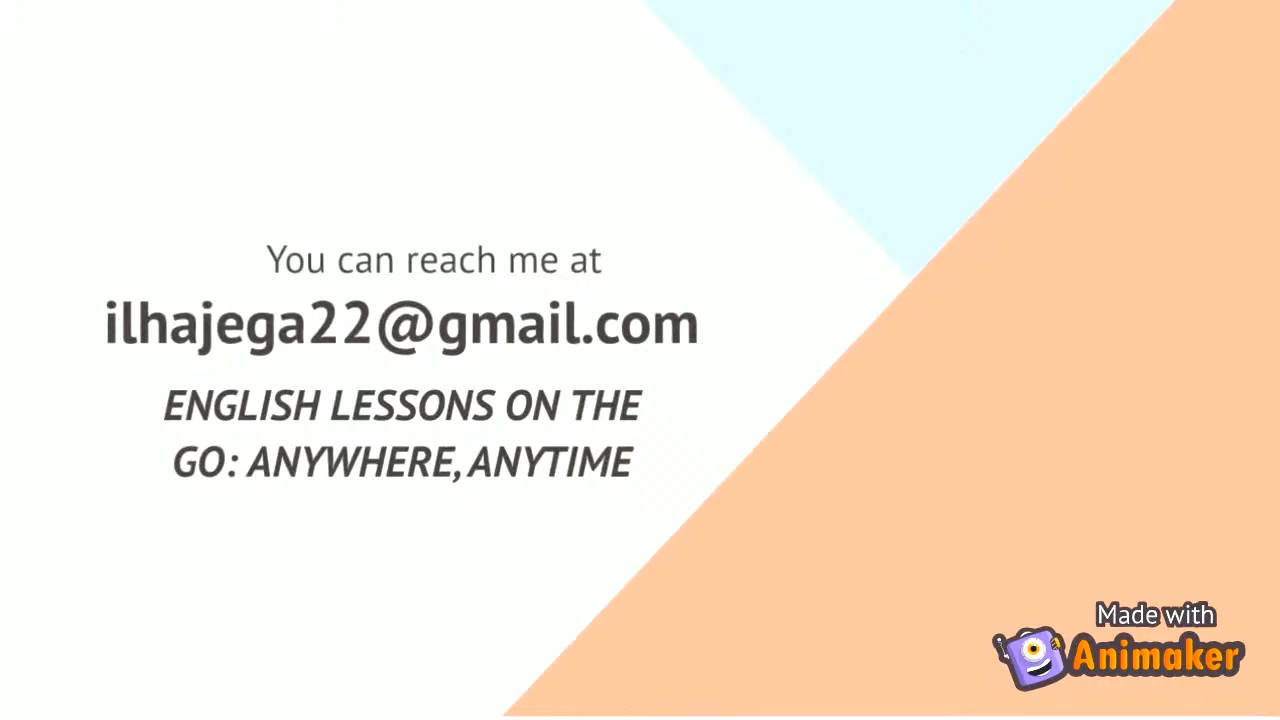 You can reach me at
ilhajega22@gmail.com
ENGLISH LESSONS ON THE
GO: ANYWHERE, ANYTIME
Made with
Animaker